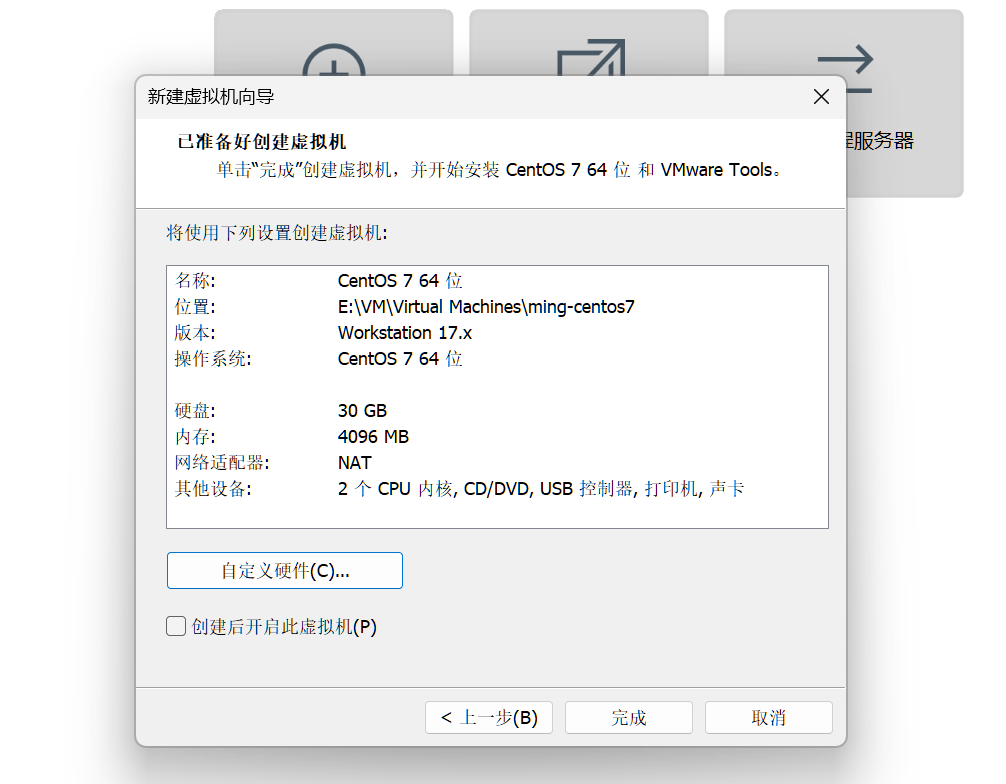 新建虚拟机向导
程服务器
已准备好创建虚拟机
单击“完成”创建虚拟机，并开始安装 CentOS 7 64 位 和 VMware Tools。
将使用下列设置创建虚拟机:
名称: CentOS 7 64 位
位置: E:\VM\Virtual Machines\ming-centos7
版本: Workstation 17.x
操作系统: CentOS 7 64 位
硬盘: 30 GB
内存: 4096 MB
网络适配器: NAT
其他设备: 2 个 CPU 内核, CD/DVD, USB 控制器, 打印机, 声卡
自定义硬件(C)...
创建后开启此虚拟机(P)
< 上一步(B) 完成 取消